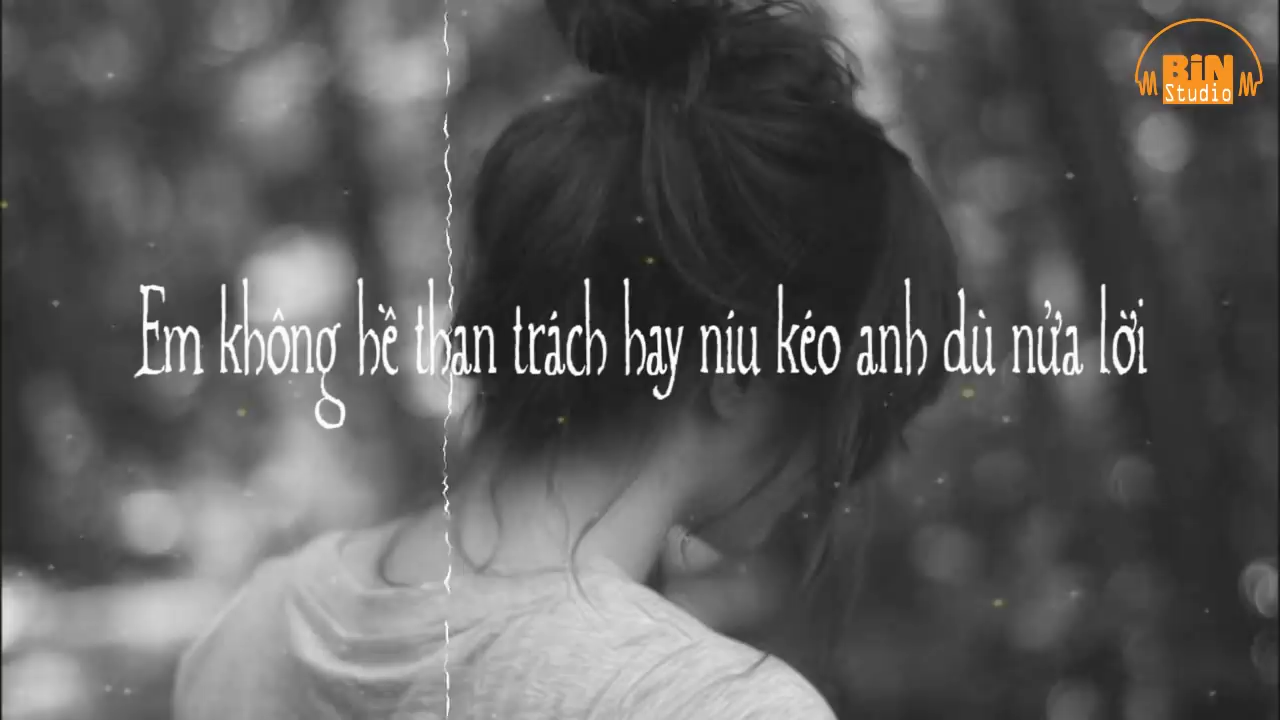 BiN
Studio
Em không hề than trách hay níu kéo anh dù nửa lời